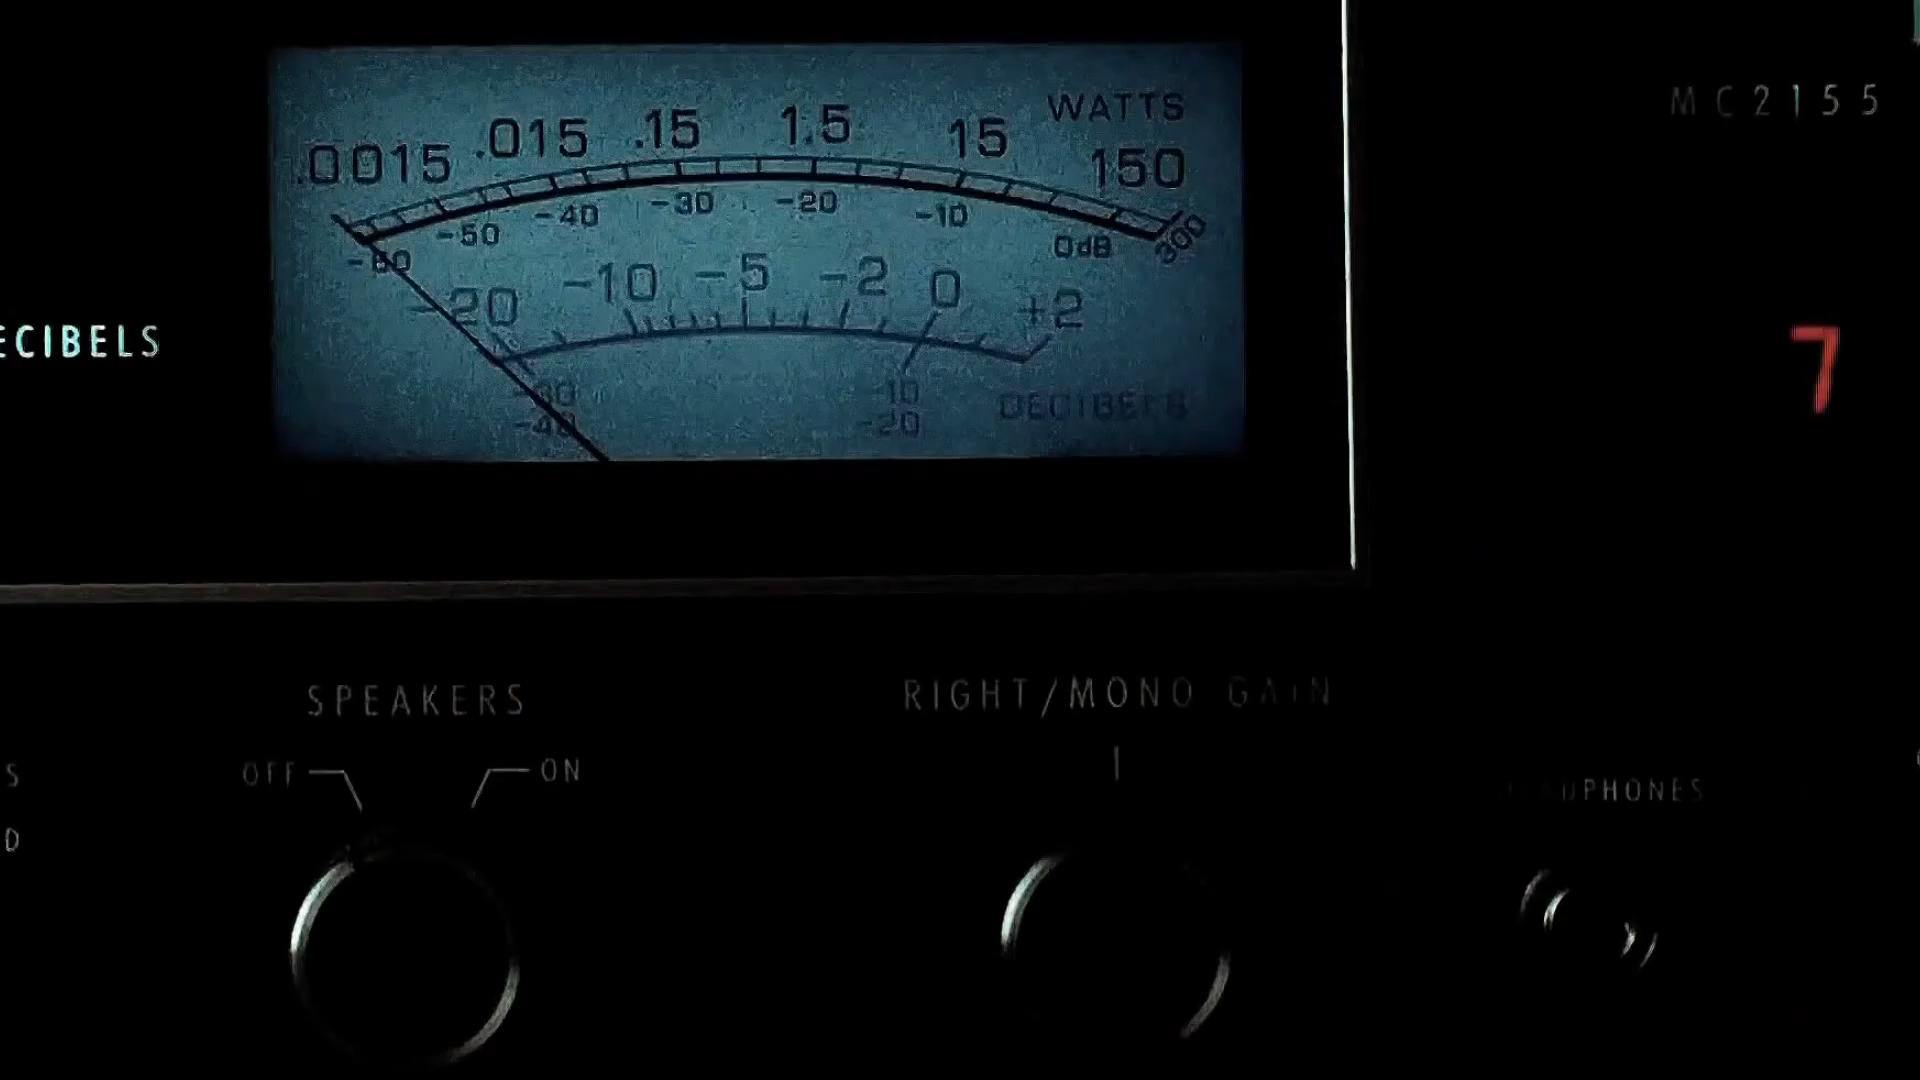 WATTS
.0015 .015 .15 1.5 15 150
300
-60 -50 -40 -30 -20 -10 0dB
-20 -10 -5 -2 0 +2
-30 -10
-40 -20
DECIBELS
MC2155
ECIBELS
7
SPEAKERS
OFF ON
RIGHT/MONO GAIN
S
D
DPHONES